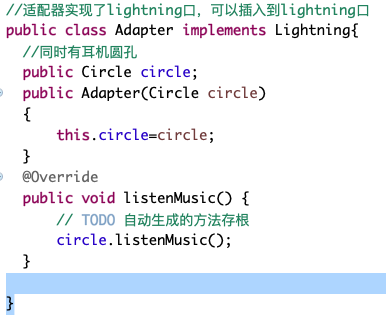 //适配器实现了lightning口，可以插入到lightning口
public class Adapter implements Lightning{
//同时有耳机圆孔
public Circle circle;
public Adapter(Circle circle)
{
this.circle=circle;
}
@Override
public void listenMusic() {
// TODO 自动生成的方法存根
circle.listenMusic();
}
}